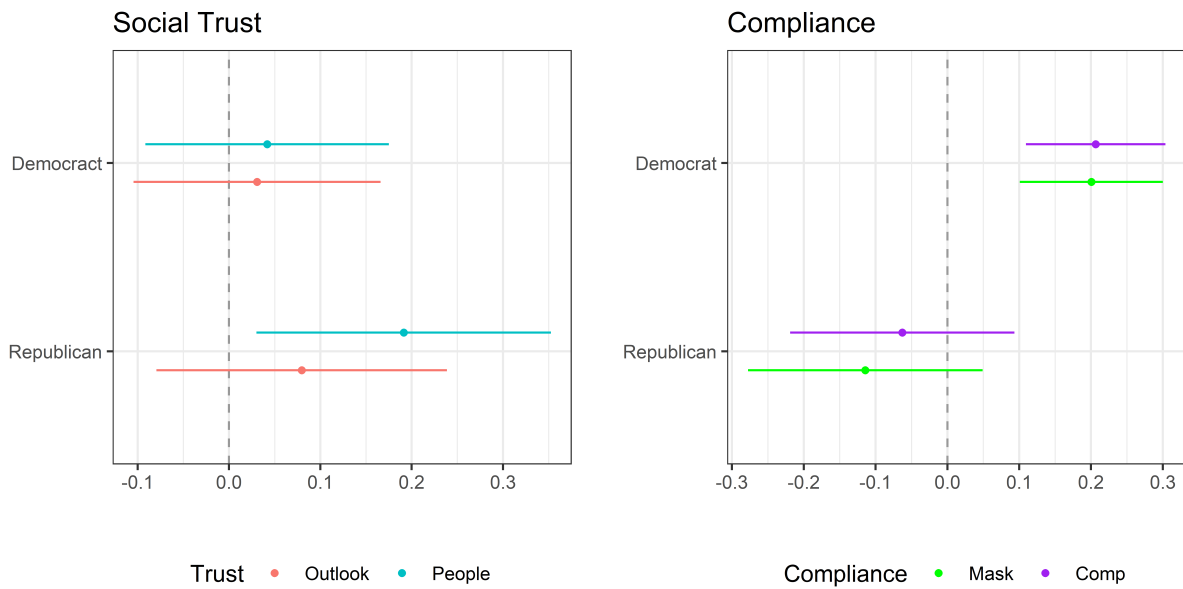 Social Trust
Democract
Republican
-0.1 0.0 0.1 0.2 0.3
Trust Outlook People
Compliance
Democrat
Republican
-0.3 -0.2 -0.1 0.0 0.1 0.2 0.3
Compliance Mask Comp